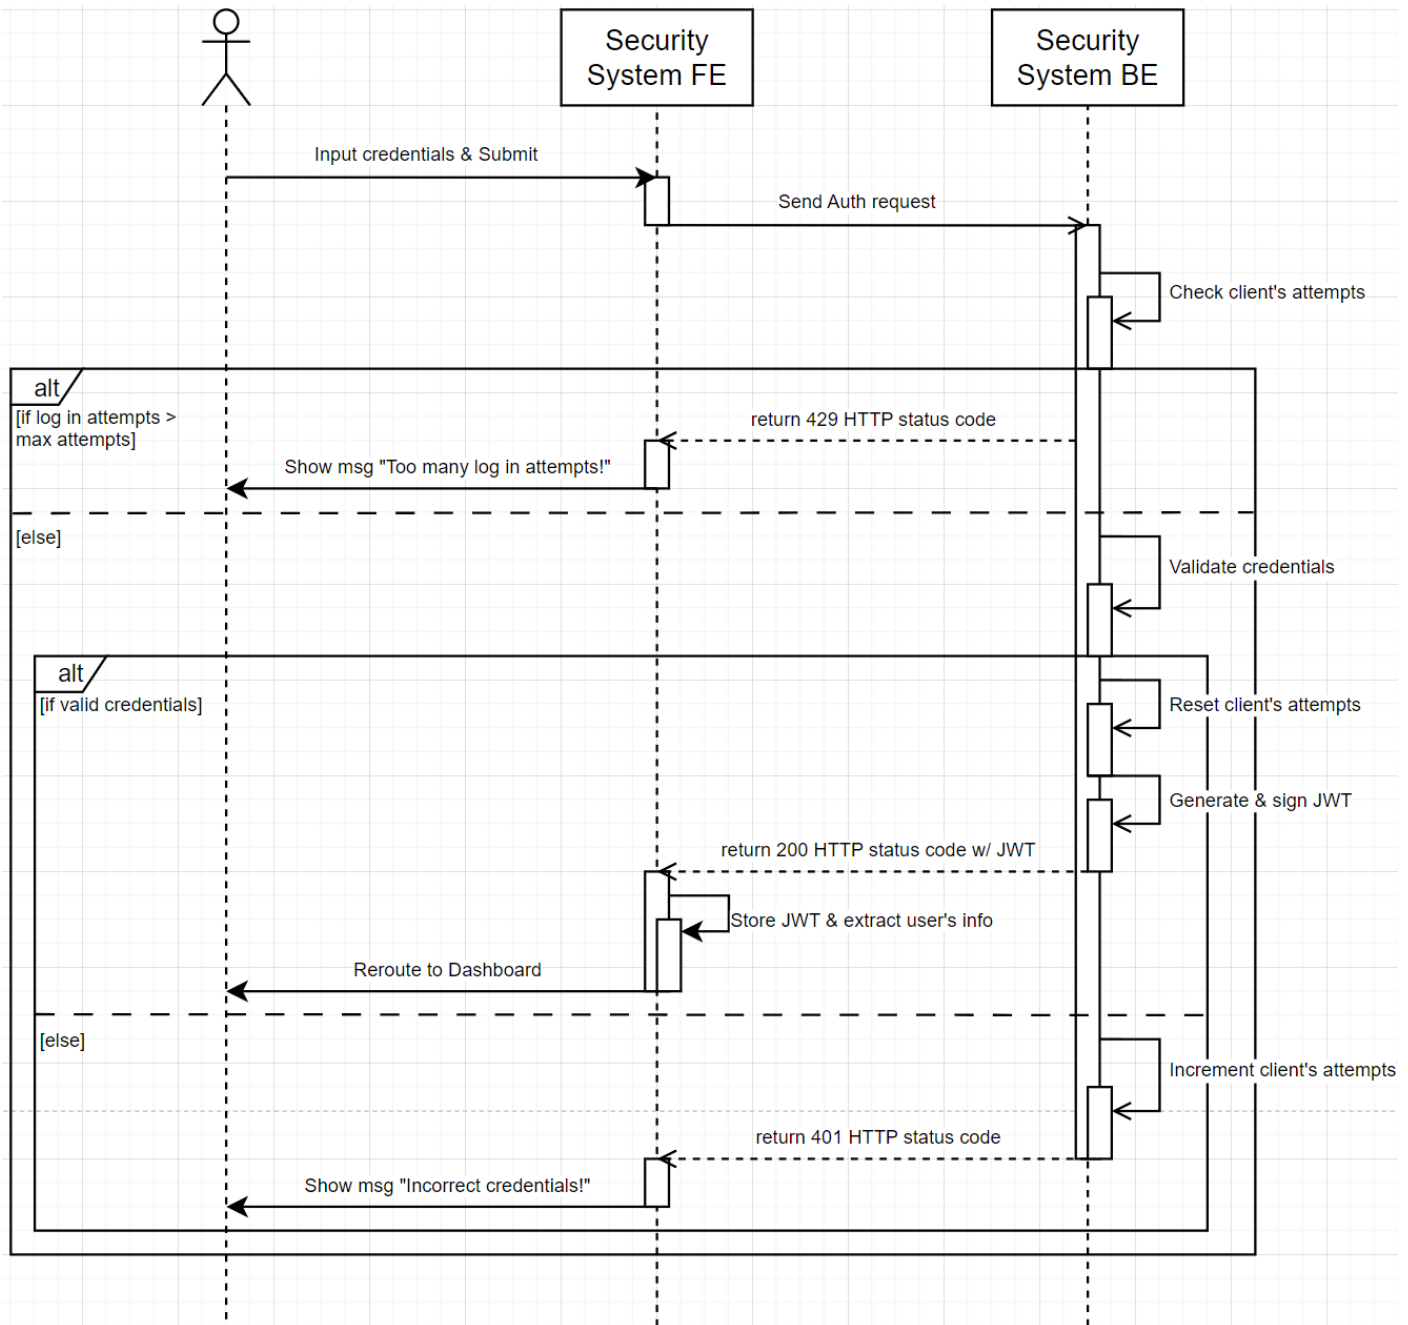 Security
System FE
Security
System BE
Input credentials & Submit
Send Auth request
Check client's attempts
alt
[if log in attempts >
max attempts]
return 429 HTTP status code
Show msg "Too many log in attempts!"
[else]
Validate credentials
alt
[if valid credentials]
Reset client's attempts
Generate & sign JWT
return 200 HTTP status code w/ JWT
Store JWT & extract user's info
Reroute to Dashboard
[else]
Increment client's attempts
return 401 HTTP status code
Show msg "Incorrect credentials!"